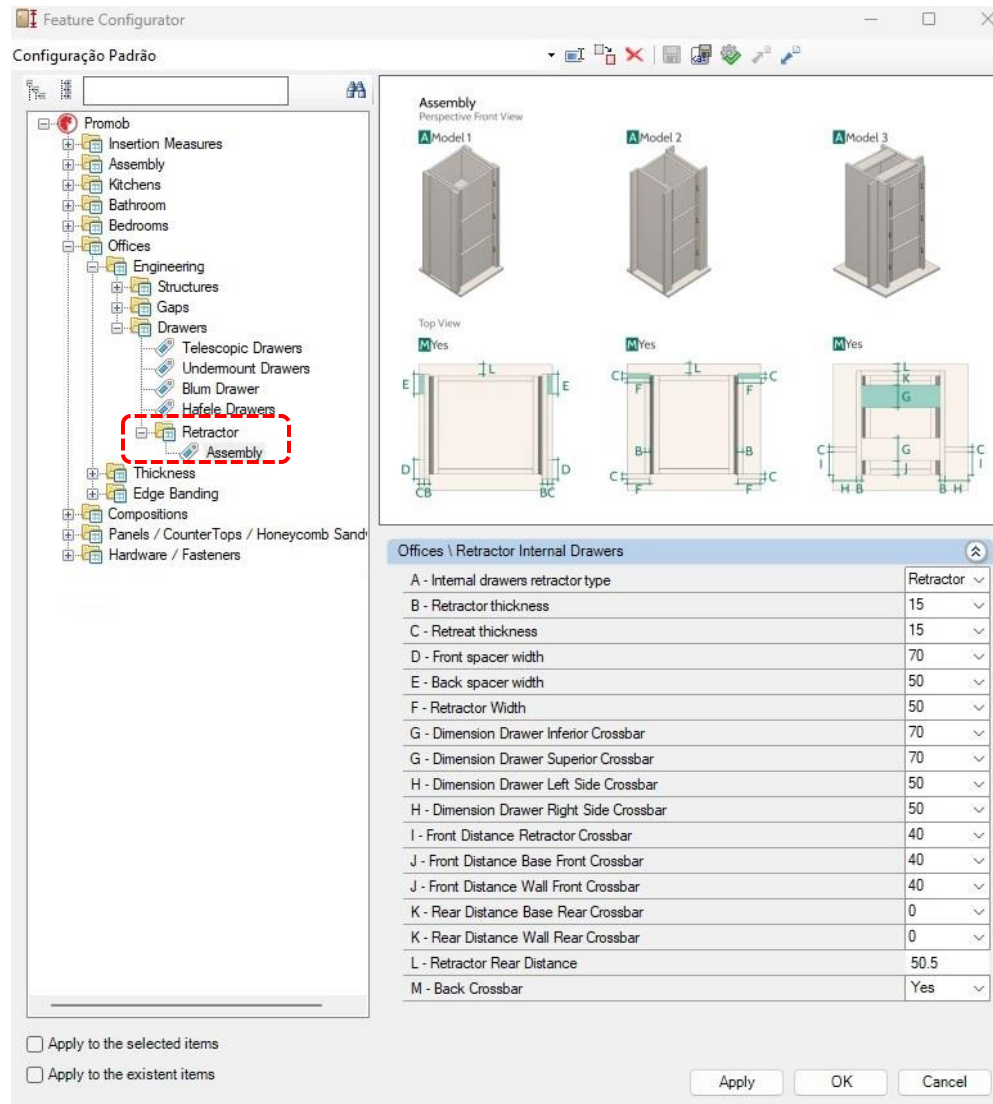 Feature Configurator
Configuração Padrão
Promob
Insertion Measures
Assembly
Kitchens
Bathroom
Bedrooms
Offices
Engineering
Structures
Gaps
Drawers
Telescopic Drawers
Undermount Drawers
Blum Drawer
Hafele Drawers
Retractor
Assembly
Thickness
Edge Banding
Compositions
Panels / CounterTops / Honeycomb Sand
Hardware / Fasteners
Assembly
Perspective Front View
A Model 1 A Model 2 A Model 3
Top View
M Yes M Yes M Yes
L L L
K
E E C C G
F F
B B C G C
D D I J I
C C
CB BC F F H B B H
Offices \ Retractor Internal Drawers
A - Internal drawers retractor type Retractor
B - Retractor thickness 15
C - Retreat thickness 15
D - Front spacer width 70
E - Back spacer width 50
F - Retractor Width 50
G - Dimension Drawer Inferior Crossbar 70
G - Dimension Drawer Superior Crossbar 70
H - Dimension Drawer Left Side Crossbar 50
H - Dimension Drawer Right Side Crossbar 50
I - Front Distance Retractor Crossbar 40
J - Front Distance Base Front Crossbar 40
J - Front Distance Wall Front Crossbar 40
K - Rear Distance Base Rear Crossbar 0
K - Rear Distance Wall Rear Crossbar 0
L - Retractor Rear Distance 50.5
M - Back Crossbar Yes
Apply to the selected items
Apply to the existent items
Apply OK Cancel